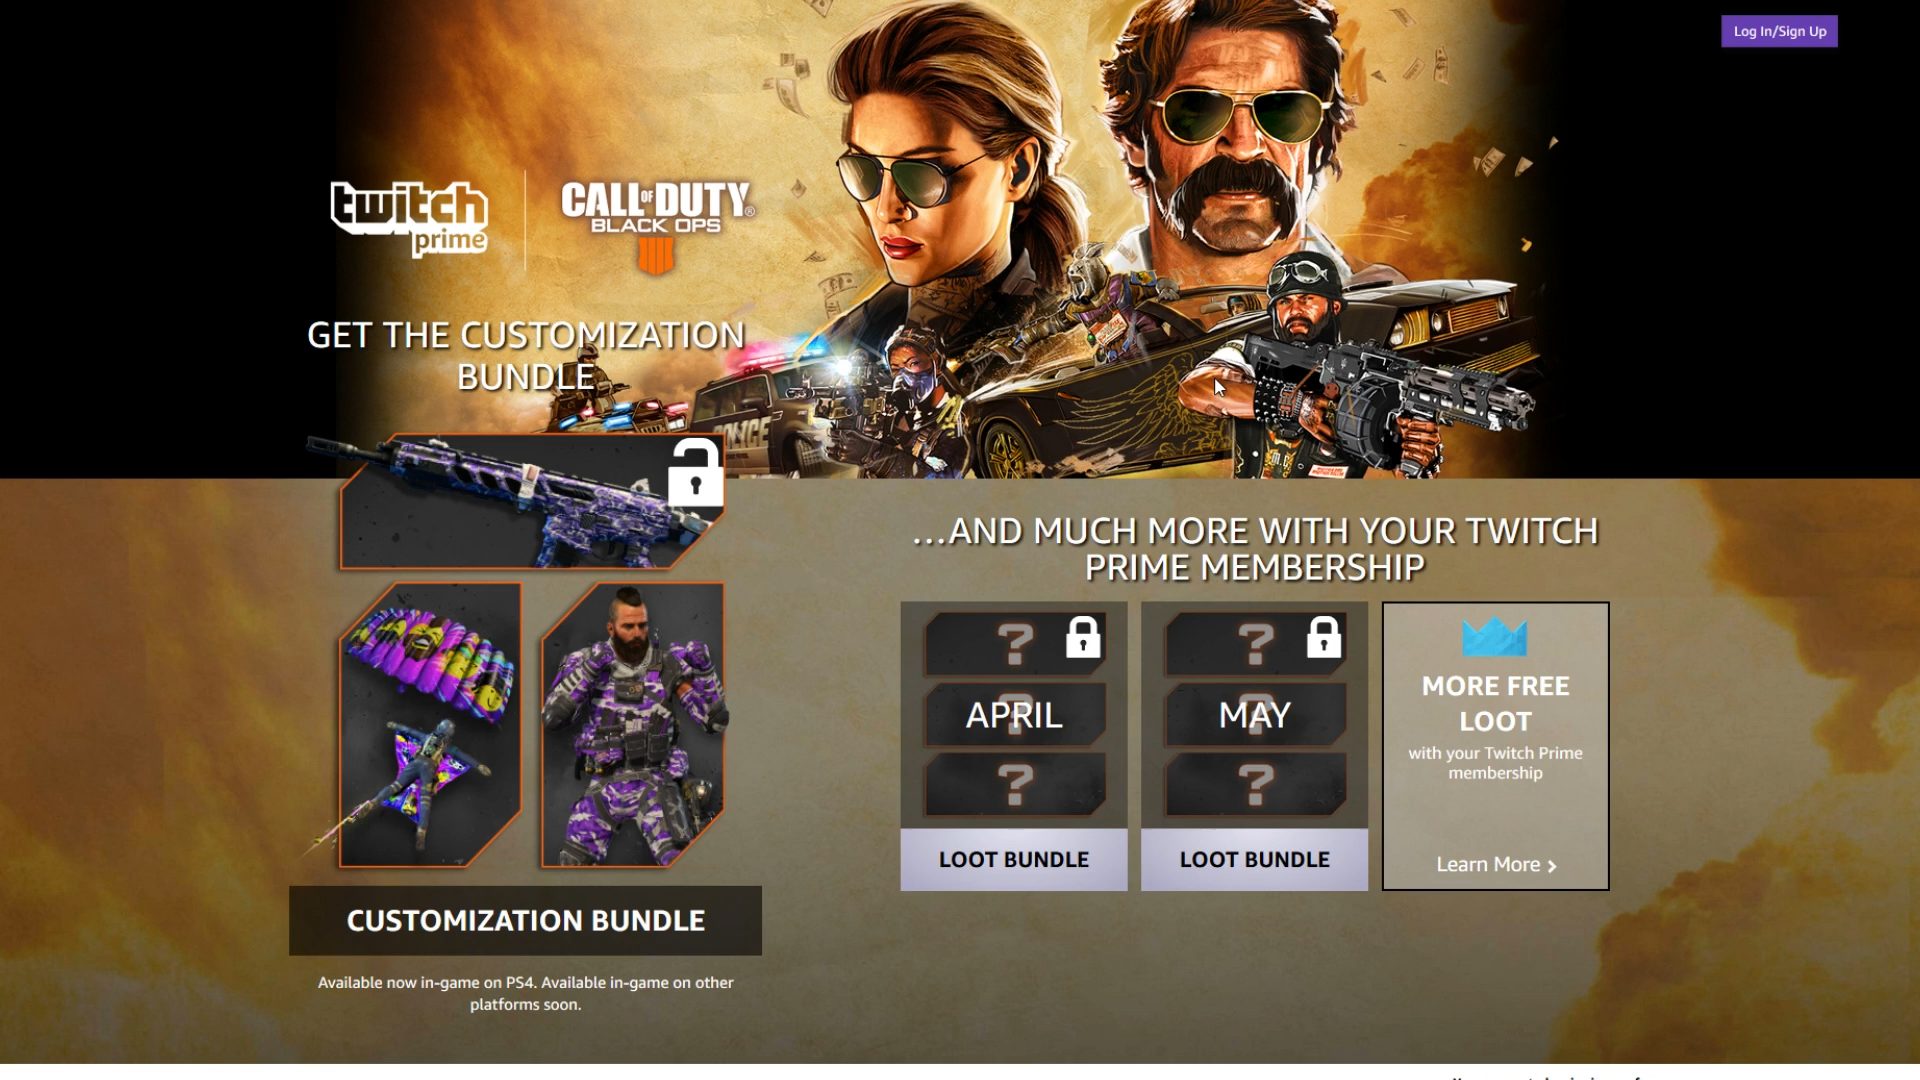 Log In/Sign Up
twitch
prime
CALL OF DUTY®
BLACK OPS
IIII
GET THE CUSTOMIZATION
BUNDLE
POLICE
...AND MUCH MORE WITH YOUR TWITCH
PRIME MEMBERSHIP
?
?
APRIL
MAY
?
?
LOOT BUNDLE
LOOT BUNDLE
MORE FREE
LOOT
with your Twitch Prime
membership
Learn More >
CUSTOMIZATION BUNDLE
Available now in-game on PS4. Available in-game on other
platforms soon.